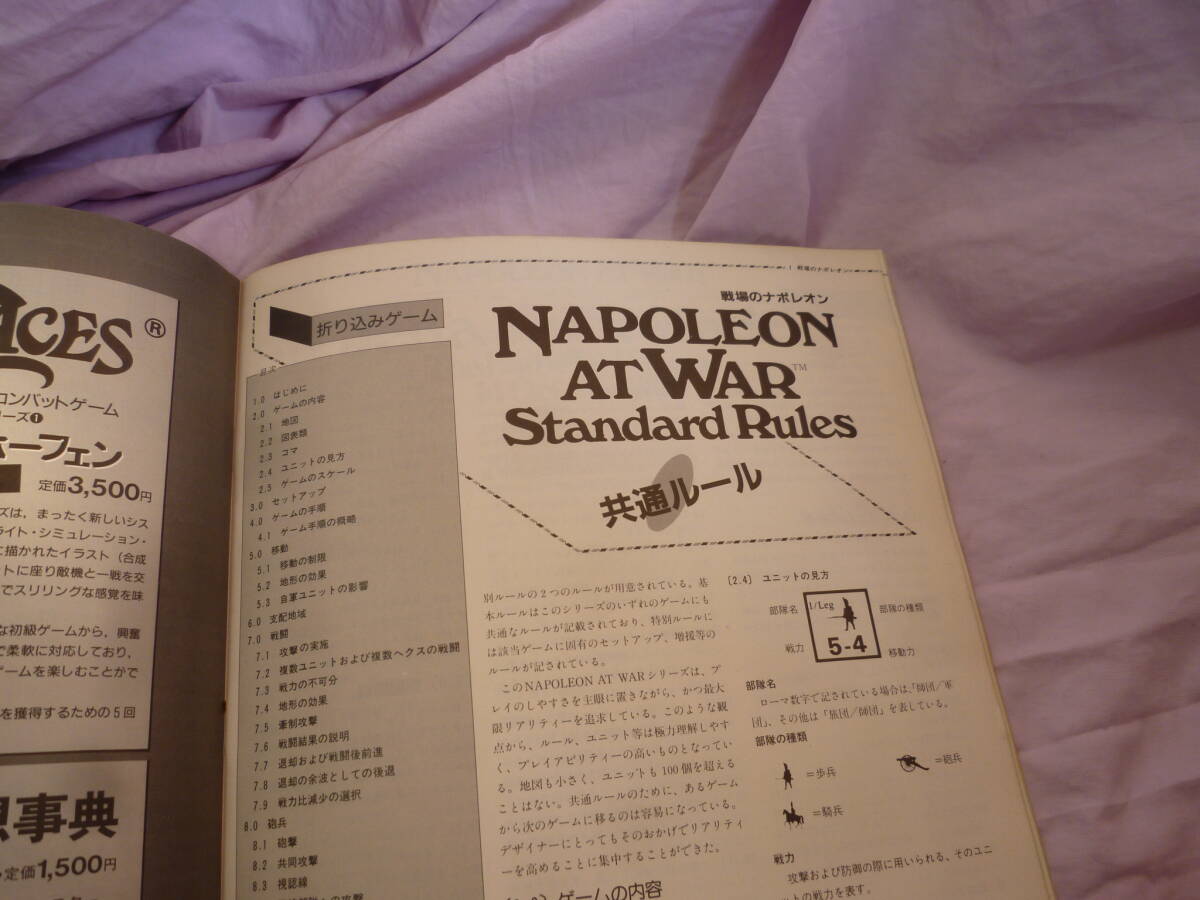 ACES®
コンバットゲーム
ーズ❶
ホーフェン
定価3,500円
ズは、まったく新しいシス
ライト・シミュレーション・
に描かれたイラスト（合成
ットに座り敵機と一戦を交
でスリリングな感覚を味
な初級ゲームから、興奮
で柔軟に対応しており、
ゲームを楽しむことがで
を獲得するための5回
想事典
定価1,500円
1 戦場のナポレオン
折り込みゲーム
戦場のナポレオン
NAPOLEON
AT WAR™
Standard Rules
共通ルール
目次
1.0 はじめに
2.0 ゲームの内容
2.1 地図
2.2 図表類
2.3 コマ
2.4 ユニットの見方
2.5 ゲームのスケール
3.0 セットアップ
4.0 ゲームの手順
4.1 ゲーム手順の概略
5.0 移動
5.1 移動の制限
5.2 地形の効果
5.3 自軍ユニットの影響
6.0 支配地域
7.0 戦闘
7.1 攻撃の実施
7.2 複数ユニットおよび複数ヘクスの戦闘
7.3 戦力の不可分
7.4 地形の効果
7.5 牽制攻撃
7.6 戦闘結果の説明
7.7 退却および戦闘後前進
7.8 退却の余波としての後退
7.9 戦力比減少の選択
8.0 砲兵
8.1 砲撃
8.2 共同攻撃
8.3 視認線
別ルールの2つのルールが用意されている。基
本ルールはこのシリーズのいずれのゲームにも
共通なルールが記載されており、特別ルールに
は該当ゲームに固有のセットアップ、増援等の
ルールが記されている。
このNAPOLEON AT WARシリーズは、プ
レイのしやすさを主眼に置きながら、かつ最大
限リアリティーを追求している。このような観
点から、ルール、ユニット等は極力理解しやす
く、プレイアビリティーの高いものとなってい
る。地図も小さく、ユニットも100個を超える
ことはない。共通ルールのために、あるゲーム
から次のゲームに移るのは容易になっている。
デザイナーにとってもそのおかげでリアリティ
ーを高めることに集中することができた。
ゲームの内容
〔2.4〕 ユニットの見方
部隊名 1/Leg 部隊の種類
戦力 5-4 移動力
部隊名
ローマ数字で記されている場合は、「師団／軍
団」、その他は「旅団／師団」を表している。
部隊の種類
＝歩兵 ＝砲兵
＝騎兵
戦力
攻撃および防御の際に用いられる、そのユニ
ットの戦力を表す。